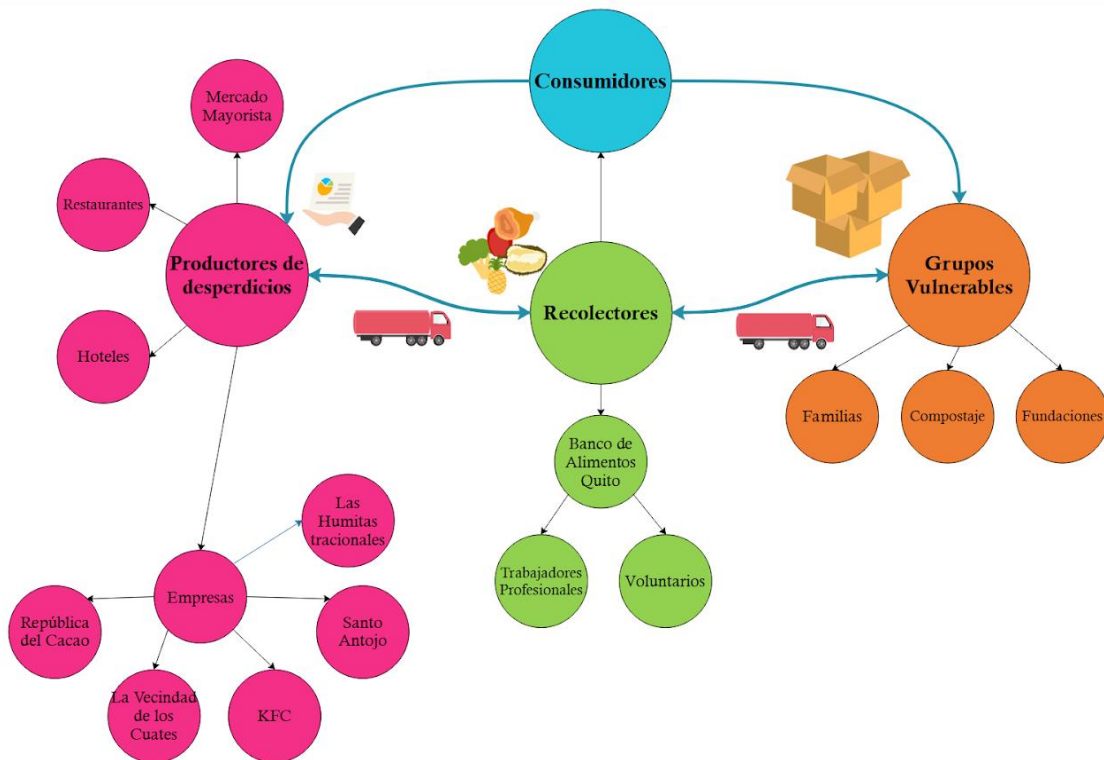 Consumidores
Mercado
Mayorista
Restaurantes
Productores de
desperdicios
Hoteles
Recolectores
Grupos
Vulnerables
Familias
Compostaje
Fundaciones
Banco de
Alimentos
Quito
Trabajadores
Profesionales
Voluntarios
Las
Humitas
tracionales
Empresas
República
del Cacao
Santo
Antojo
La Vecindad
de los
Cuates
KFC